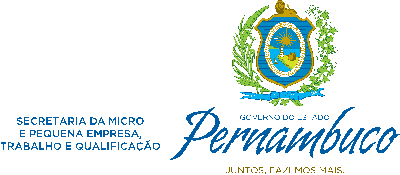 SECRETARIA DA MICRO
E PEQUENA EMPRESA,
TRABALHO E QUALIFICAÇÃO
GOVERNO DO ESTADO
Pernambuco
JUNTOS, FAZEMOS MAIS.